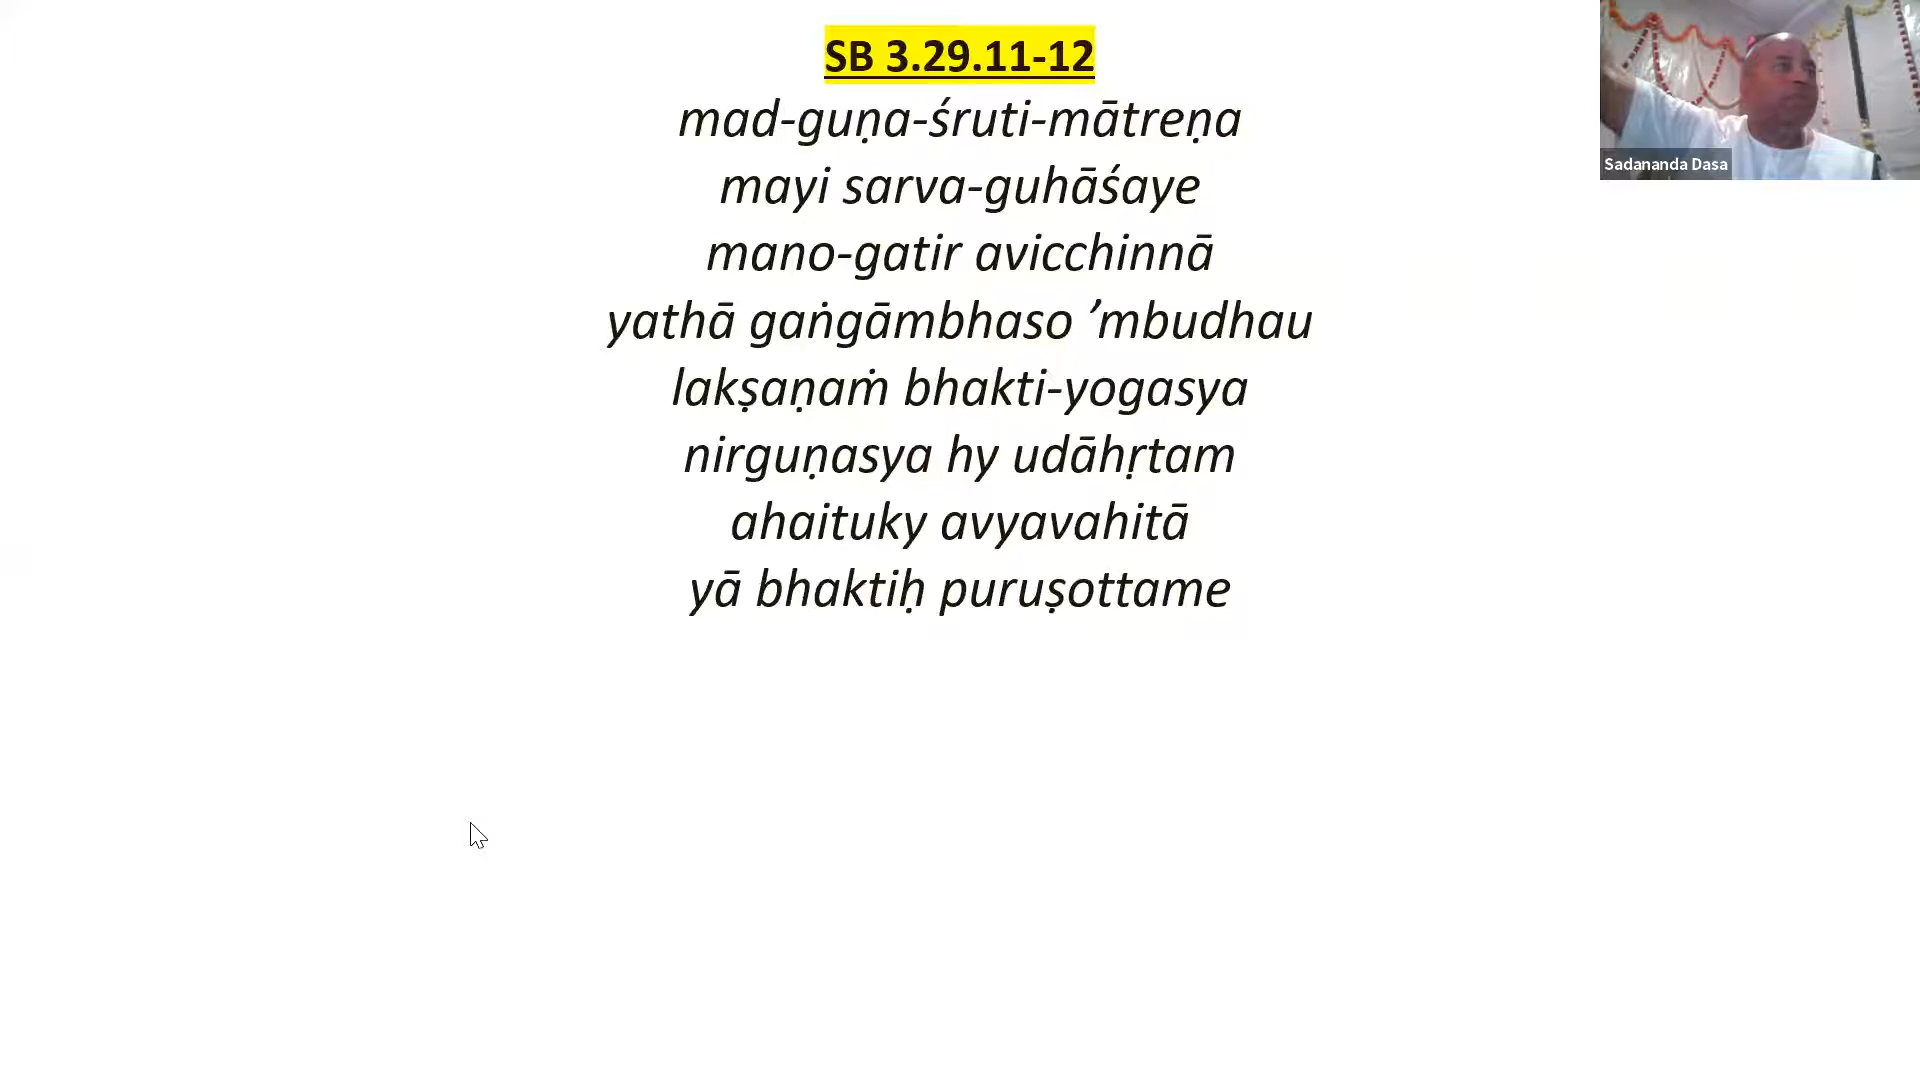 SB 3.29.11-12
mad-guṇa-śruti-mātreṇa
mayi sarva-guhāśaye
mano-gatir avicchinnā
yathā gaṅgāmbhaso ’mbudhau
lakṣaṇaṁ bhakti-yogasya
nirguṇasya hy udāhṛtam
ahaituky avyavahitā
yā bhaktiḥ puruṣottame
Sadananda Dasa